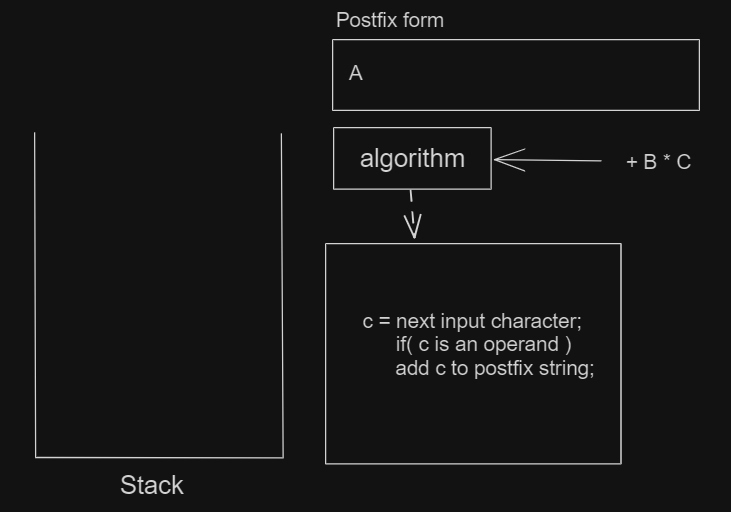 Postfix form
A
algorithm
+ B * C
c = next input character;
if( c is an operand )
add c to postfix string;
Stack